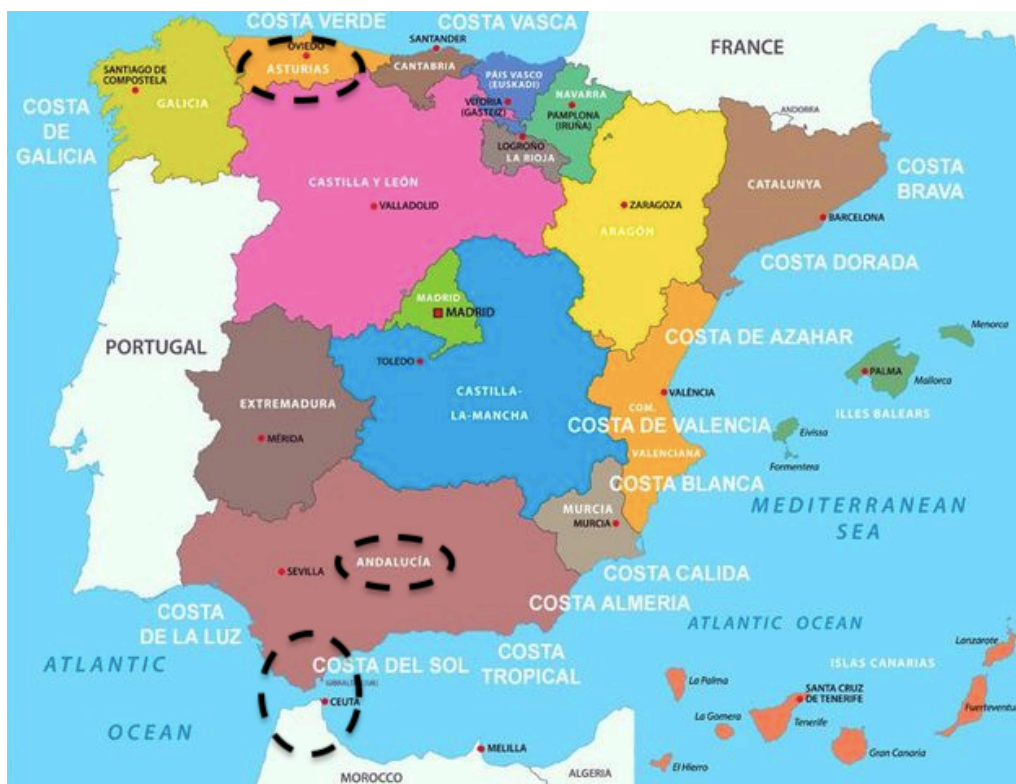 COSTA VERDE
COSTA VASCA
OVIEDO
ASTURIAS
SANTANDER
CANTABRIA
FRANCE
SANTIAGO DE
COMPOSTELA
GALICIA
PÁIS VASCO
(EUSKADI)
VITORIA
(GASTEIZ)
NAVARRA
PAMPLONA
(IRUÑA)
ANDORRA
COSTA
DE
GALICIA
LOGROÑO
LA RIOJA
CASTILLA Y LEÓN
VALLADOLID
ZARAGOZA
ARAGÓN
CATALUNYA
BARCELONA
COSTA
BRAVA
COSTA DORADA
MADRID
MADRID
PORTUGAL
TOLEDO
COSTA DE AZAHAR
Menorca
PALMA
Mallorca
ILLES BALEARS
EXTREMADURA
MÉRIDA
CASTILLA-
LA-MANCHA
VALÈNCIA
COM.
COSTA DE VALENCIA
VALENCIANA
Eivissa
Formentera
COSTA BLANCA
MEDITERRANEAN
SEA
MURCIA
MURCIA
ANDALUCÍA
SEVILLA
COSTA CALIDA
COSTA ALMERIA
COSTA
DE LA LUZ
COSTA DEL SOL
COSTA
TROPICAL
GIBRALTAR (UK)
CEUTA
MELILLA
ATLANTIC
OCEAN
MOROCCO
ALGERIA
ATLANTIC OCEAN
ISLAS CANARIAS
Lanzarote
La Palma
SANTA CRUZ
DE TENERIFE
Fuerteventur
La Gomera
Tenerife
El Hierro
Gran Canaria